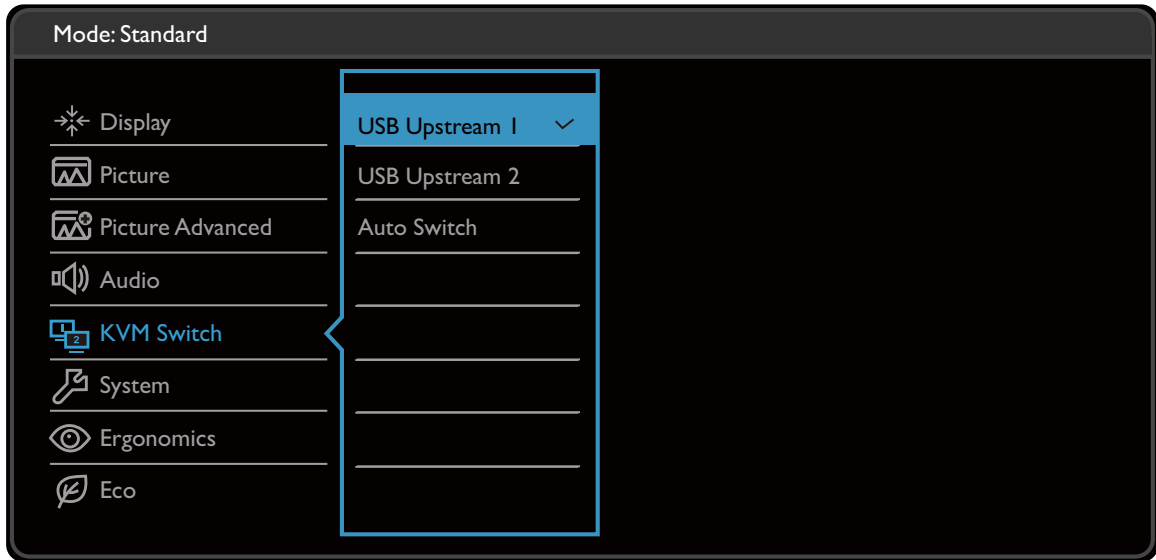 Mode: Standard
Display
Picture
Picture Advanced
Audio
2
KVM Switch
System
Ergonomics
Eco
USB Upstream 1
USB Upstream 2
Auto Switch